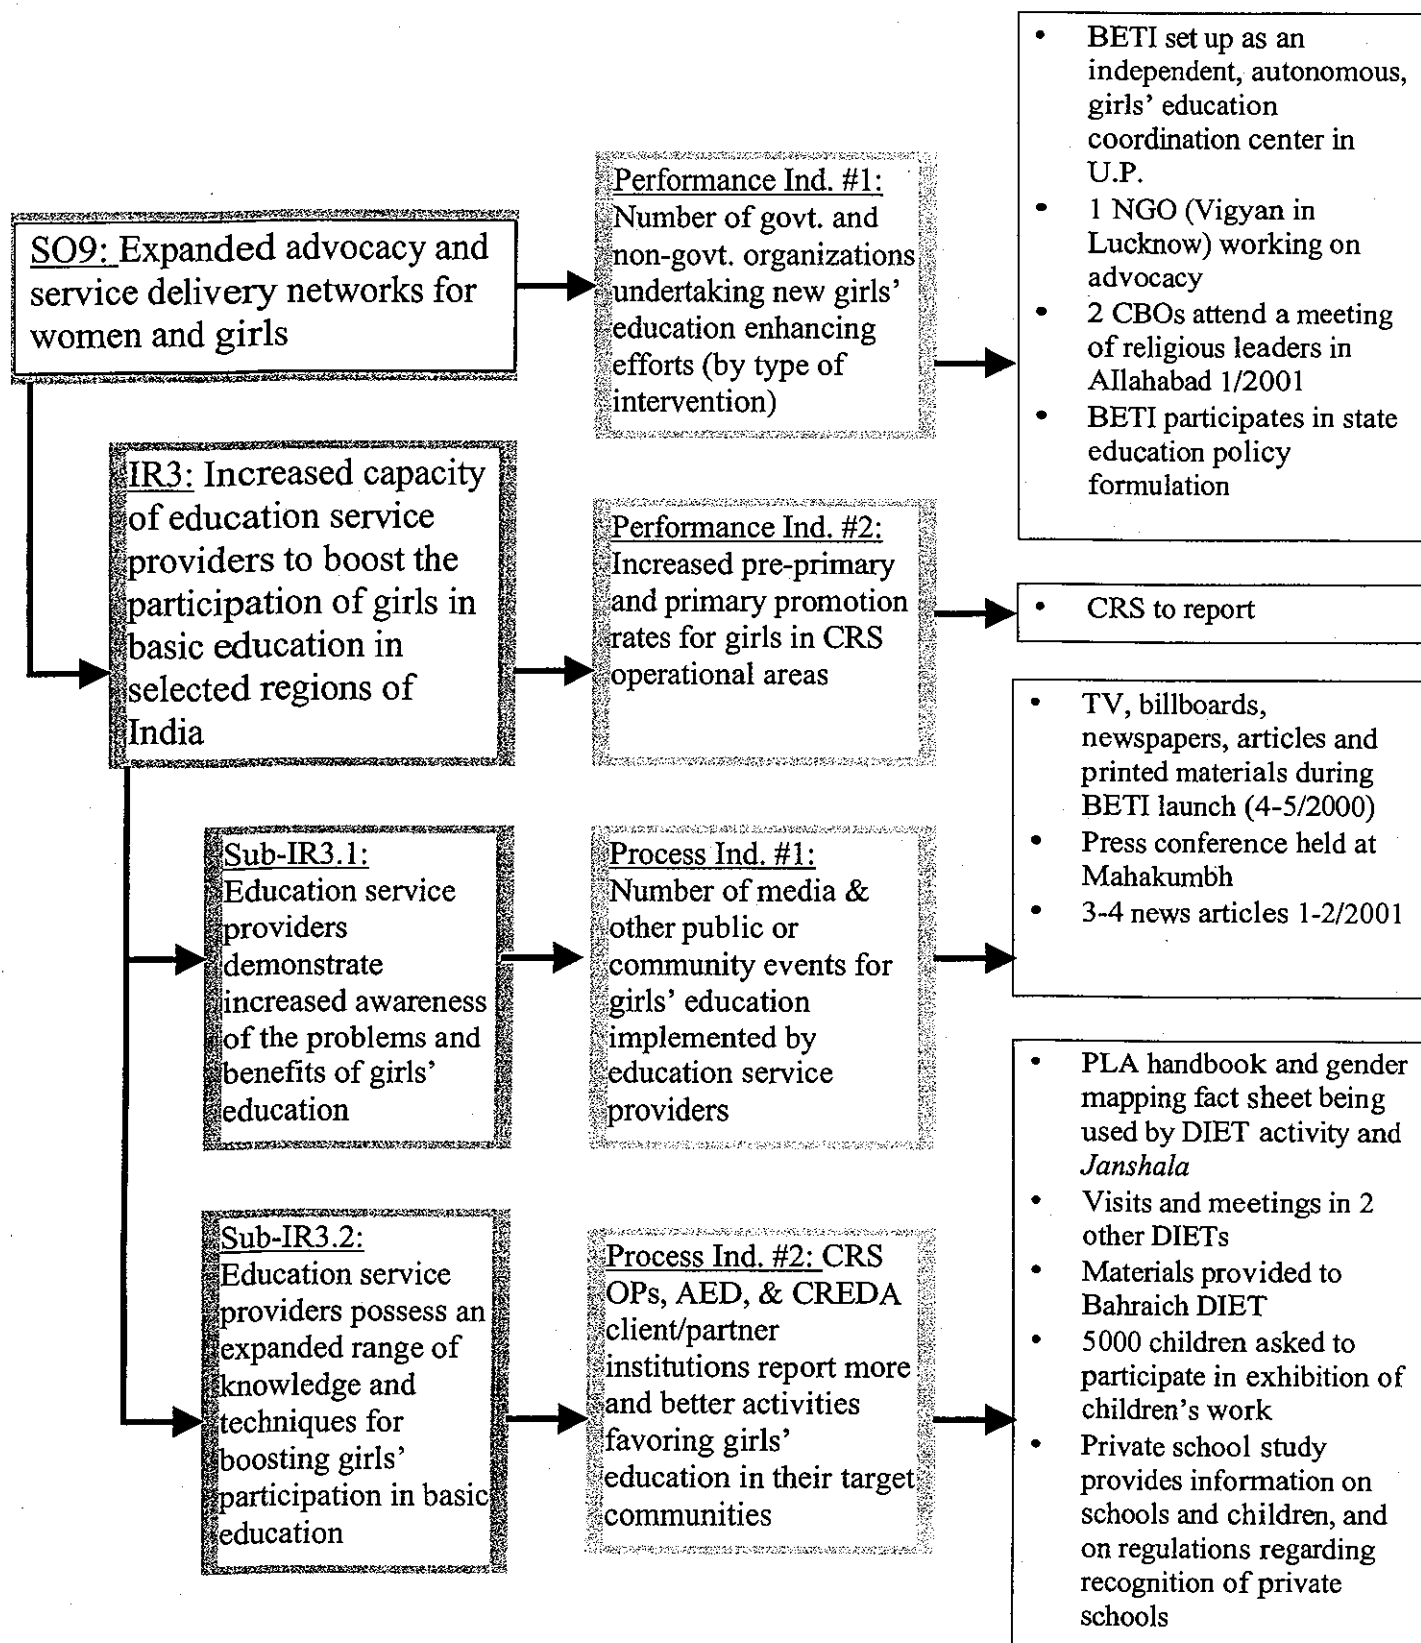 SO9: Expanded advocacy and
service delivery networks for
women and girls
Performance Ind. #1:
Number of govt. and
non-govt. organizations
undertaking new girls’
education enhancing
efforts (by type of
intervention)
• BETI set up as an
independent, autonomous,
girls’ education
coordination center in
U.P.
• 1 NGO (Vigyan in
Lucknow) working on
advocacy
• 2 CBOs attend a meeting
of religious leaders in
Allahabad 1/2001
• BETI participates in state
education policy
formulation
IR3: Increased capacity
of education service
providers to boost the
participation of girls in
basic education in
selected regions of
India
Performance Ind. #2:
Increased pre-primary
and primary promotion
rates for girls in CRS
operational areas
• CRS to report
Sub-IR3.1:
Education service
providers
demonstrate
increased awareness
of the problems and
benefits of girls’
education
Process Ind. #1:
Number of media &
other public or
community events for
girls’ education
implemented by
education service
providers
• TV, billboards,
newspapers, articles and
printed materials during
BETI launch (4-5/2000)
• Press conference held at
Mahakumbh
• 3-4 news articles 1-2/2001
Sub-IR3.2:
Education service
providers possess an
expanded range of
knowledge and
techniques for
boosting girls’
participation in basic
education
Process Ind. #2: CRS
OPs, AED, & CREDA
client/partner
institutions report more
and better activities
favoring girls’
education in their target
communities
• PLA handbook and gender
mapping fact sheet being
used by DIET activity and
Janshala
• Visits and meetings in 2
other DIETs
• Materials provided to
Bahraich DIET
• 5000 children asked to
participate in exhibition of
children’s work
• Private school study
provides information on
schools and children, and
on regulations regarding
recognition of private
schools